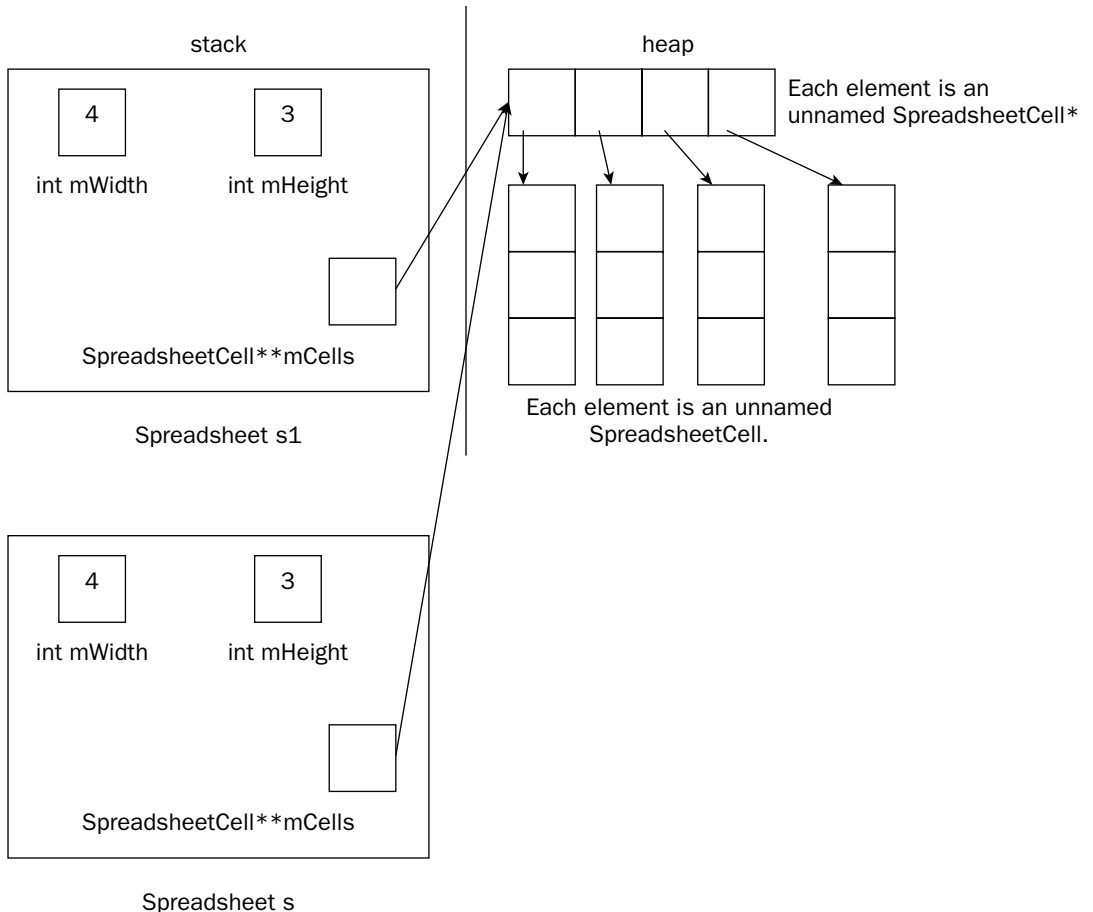 stack
heap
4
3
Each element is an
unnamed SpreadsheetCell*
int mWidth
int mHeight
SpreadsheetCell**mCells
Each element is an unnamed
SpreadsheetCell.
Spreadsheet s1
4
3
int mWidth
int mHeight
SpreadsheetCell**mCells
Spreadsheet s